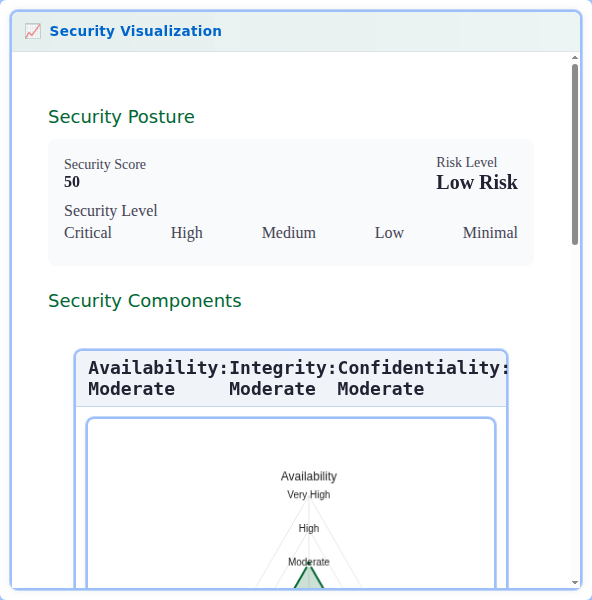 📈 Security Visualization
Security Posture
Security Score
50
Risk Level
Low Risk
Security Level
Critical High Medium Low Minimal
Security Components
Availability: Integrity: Confidentiality:
Moderate Moderate Moderate
Availability
Very High
High
Moderate